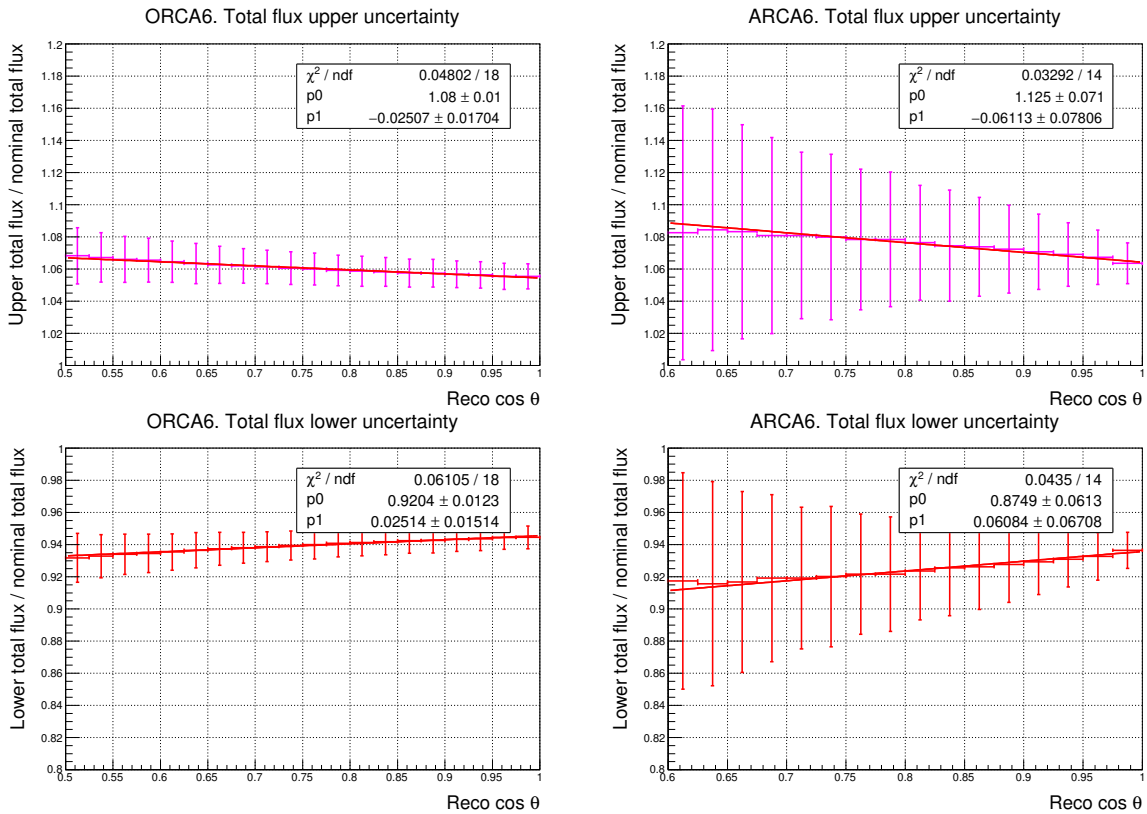 ORCA6. Total flux upper uncertainty
Upper total flux / nominal total flux
1.2
1.18
1.16
1.14
1.12
1.1
1.08
1.06
1.04
1.02
1
χ² / ndf 0.04802 / 18
p0 1.08 ± 0.01
p1 −0.02507 ± 0.01704
0.5 0.55 0.6 0.65 0.7 0.75 0.8 0.85 0.9 0.95 1
Reco cos θ
ARCA6. Total flux upper uncertainty
Upper total flux / nominal total flux
1.2
1.18
1.16
1.14
1.12
1.1
1.08
1.06
1.04
1.02
1
χ² / ndf 0.03292 / 14
p0 1.125 ± 0.071
p1 −0.06113 ± 0.07806
0.6 0.65 0.7 0.75 0.8 0.85 0.9 0.95 1
Reco cos θ
ORCA6. Total flux lower uncertainty
Lower total flux / nominal total flux
1
0.98
0.96
0.94
0.92
0.9
0.88
0.86
0.84
0.82
0.8
χ² / ndf 0.06105 / 18
p0 0.9204 ± 0.0123
p1 0.02514 ± 0.01514
0.5 0.55 0.6 0.65 0.7 0.75 0.8 0.85 0.9 0.95 1
Reco cos θ
ARCA6. Total flux lower uncertainty
Lower total flux / nominal total flux
1
0.98
0.96
0.94
0.92
0.9
0.88
0.86
0.84
0.82
0.8
χ² / ndf 0.0435 / 14
p0 0.8749 ± 0.0613
p1 0.06084 ± 0.06708
0.6 0.65 0.7 0.75 0.8 0.85 0.9 0.95 1
Reco cos θ